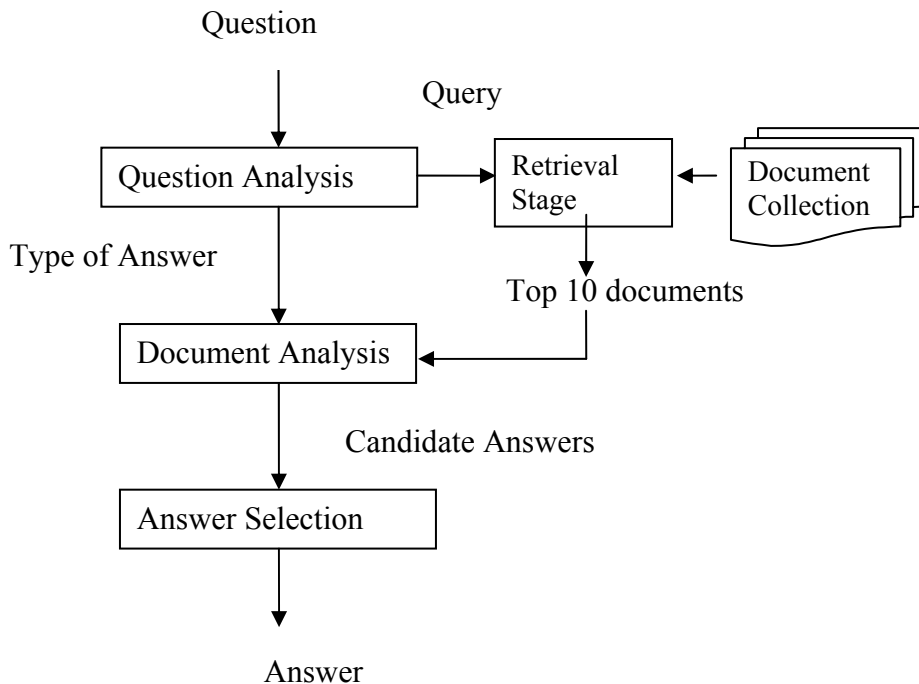 Question
Query
Question Analysis
Retrieval
Stage
Document
Collection
Type of Answer
Top 10 documents
Document Analysis
Candidate Answers
Answer Selection
Answer